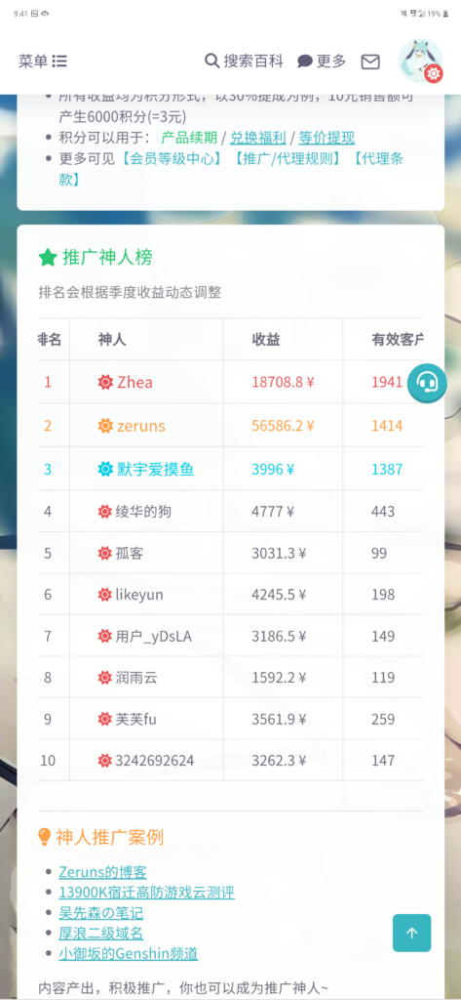 9:41
19%
菜单
搜索百科
更多
所有收益均为积分形式，以30%提成为例，10元销售额可
产生6000积分(=3元)
积分可以用于： 产品续期 / 兑换福利 / 等价提现
更多可见【会员等级中心】【推广/代理规则】【代理条
款】
推广神人榜
排名会根据季度收益动态调整
排名 神人 收益 有效客户
1 Zhea 18708.8 ¥ 1941
2 zeruns 56586.2 ¥ 1414
3 默宇爱摸鱼 3996 ¥ 1387
4 绫华的狗 4777 ¥ 443
5 孤客 3031.3 ¥ 99
6 likeyun 4245.5 ¥ 198
7 用户_yDsLA 3186.5 ¥ 149
8 润雨云 1592.2 ¥ 119
9 芙芙fu 3561.9 ¥ 259
10 3242692624 3262.3 ¥ 147
神人推广案例
Zeruns的博客
13900K宿迁高防游戏云测评
吴先森の笔记
厚浪二级域名
小御坂的Genshin频道
内容产出，积极推广，你也可以成为推广神人~